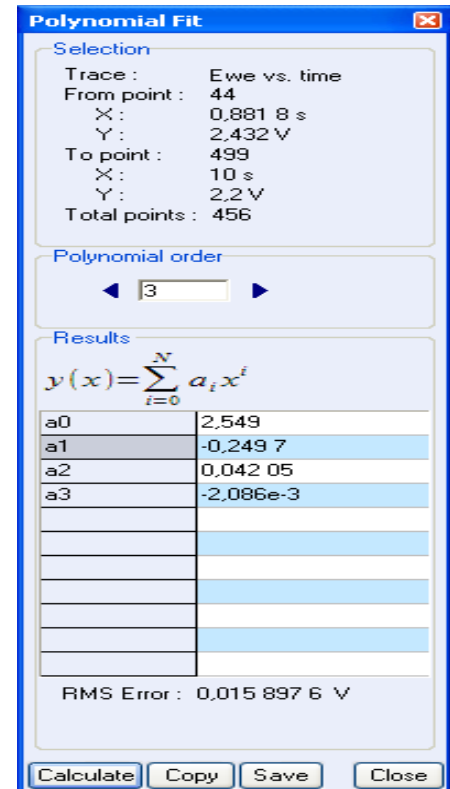 Polynomial Fit
Selection
Trace : Ewe vs. time
From point : 44
X : 0,881 8 s
Y : 2,432 V
To point : 499
X : 10 s
Y : 2,2 V
Total points : 456
Polynomial order
3
Results
y(x)=∑_{i=0}^{N} a_i x^i
a0 2,549
a1 -0,249 7
a2 0,042 05
a3 -2,086e-3
RMS Error : 0,015 897 6 V
Calculate Copy Save Close